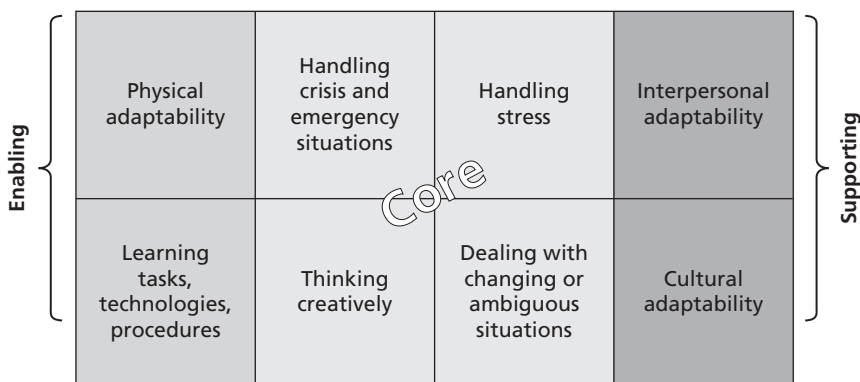 Enabling
Physical
adaptability
Handling
crisis and
emergency
situations
Handling
stress
Interpersonal
adaptability
Core
Learning
tasks,
technologies,
procedures
Thinking
creatively
Dealing with
changing or
ambiguous
situations
Cultural
adaptability
Supporting